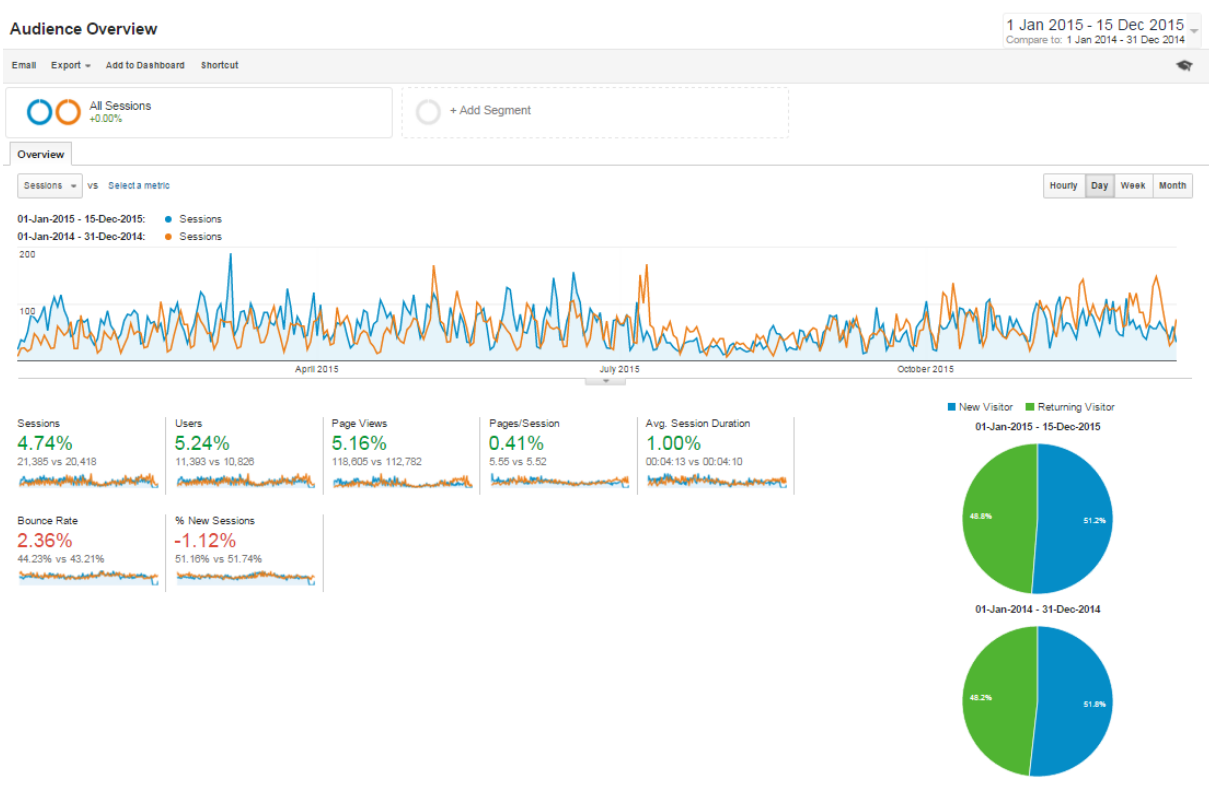 Audience Overview
1 Jan 2015 - 15 Dec 2015
Compare to: 1 Jan 2014 - 31 Dec 2014
Email Export Add to Dashboard Shortcut
All Sessions
+0.00%
+ Add Segment
Overview
Sessions vs Select a metric
Hourly Day Week Month
01-Jan-2015 - 15-Dec-2015: Sessions
01-Jan-2014 - 31-Dec-2014: Sessions
200
100
April 2015 July 2015 October 2015
Sessions
4.74%
21,385 vs 20,418
Users
5.24%
11,393 vs 10,826
Page Views
5.16%
118,605 vs 112,782
Pages/Session
0.41%
5.55 vs 5.52
Avg. Session Duration
1.00%
00:04:13 vs 00:04:10
Bounce Rate
2.36%
44.23% vs 43.21%
% New Sessions
-1.12%
51.16% vs 51.74%
New Visitor Returning Visitor
01-Jan-2015 - 15-Dec-2015
48.8%
51.2%
01-Jan-2014 - 31-Dec-2014
48.2%
51.8%